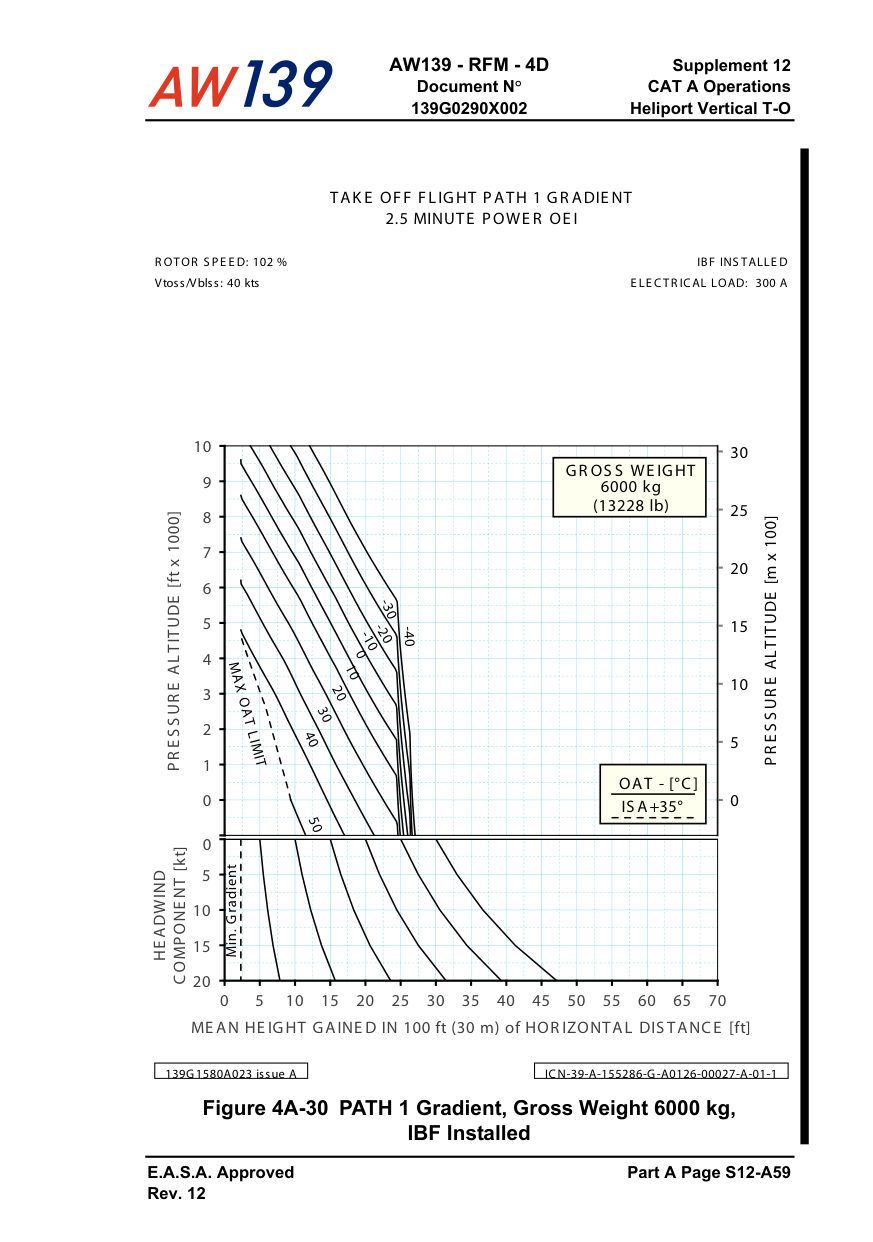 AW139
AW139 - RFM - 4D
Document N°
139G0290X002
Supplement 12
CAT A Operations
Heliport Vertical T-O
TAKE OFF FLIGHT PATH 1 GRADIENT
2.5 MINUTE POWER OEI
ROTOR SPEED: 102 %
Vtoss/Vblss: 40 kts
IBF INSTALLED
ELECTRICAL LOAD: 300 A
GROSS WEIGHT
6000 kg
(13228 lb)
PRESSURE ALTITUDE [ft x 1000]
10
9
8
7
6
5
4
3
2
1
0
PRESSURE ALTITUDE [m x 100]
30
25
20
15
10
5
0
-40
-30
-20
-10
0
10
20
30
40
50
MAX OAT LIMIT
OAT - [°C]
ISA+35°
HEADWIND
COMPONENT [kt]
0
5
10
15
20
Min. Gradient
0 5 10 15 20 25 30 35 40 45 50 55 60 65 70
MEAN HEIGHT GAINED IN 100 ft (30 m) of HORIZONTAL DISTANCE [ft]
139G1580A023 issue A
ICN-39-A-155286-G-A0126-00027-A-01-1
Figure 4A-30 PATH 1 Gradient, Gross Weight 6000 kg,
IBF Installed
E.A.S.A. Approved
Rev. 12
Part A Page S12-A59